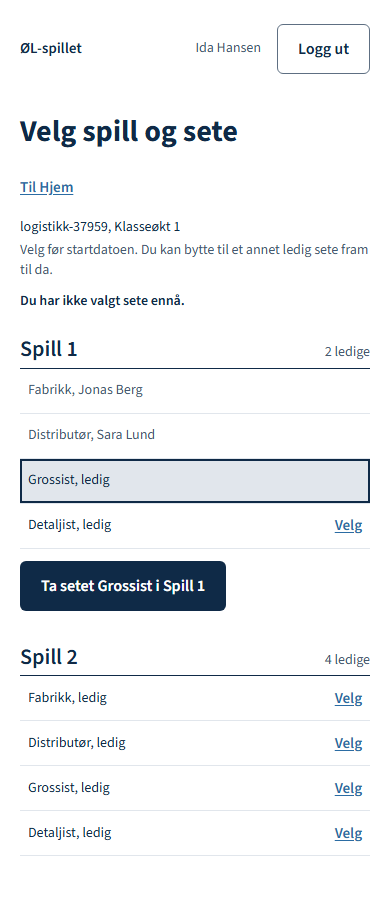 ØL-spillet
Ida Hansen
Logg ut
Velg spill og sete
Til Hjem
logistikk-37959, Klasseøkt 1
Velg før startdatoen. Du kan bytte til et annet ledig sete fram
til da.
Du har ikke valgt sete ennå.
Spill 1
2 ledige
Fabrikk, Jonas Berg
Distributør, Sara Lund
Grossist, ledig
Detaljist, ledig
Velg
Ta setet Grossist i Spill 1
Spill 2
4 ledige
Fabrikk, ledig
Velg
Distributør, ledig
Velg
Grossist, ledig
Velg
Detaljist, ledig
Velg